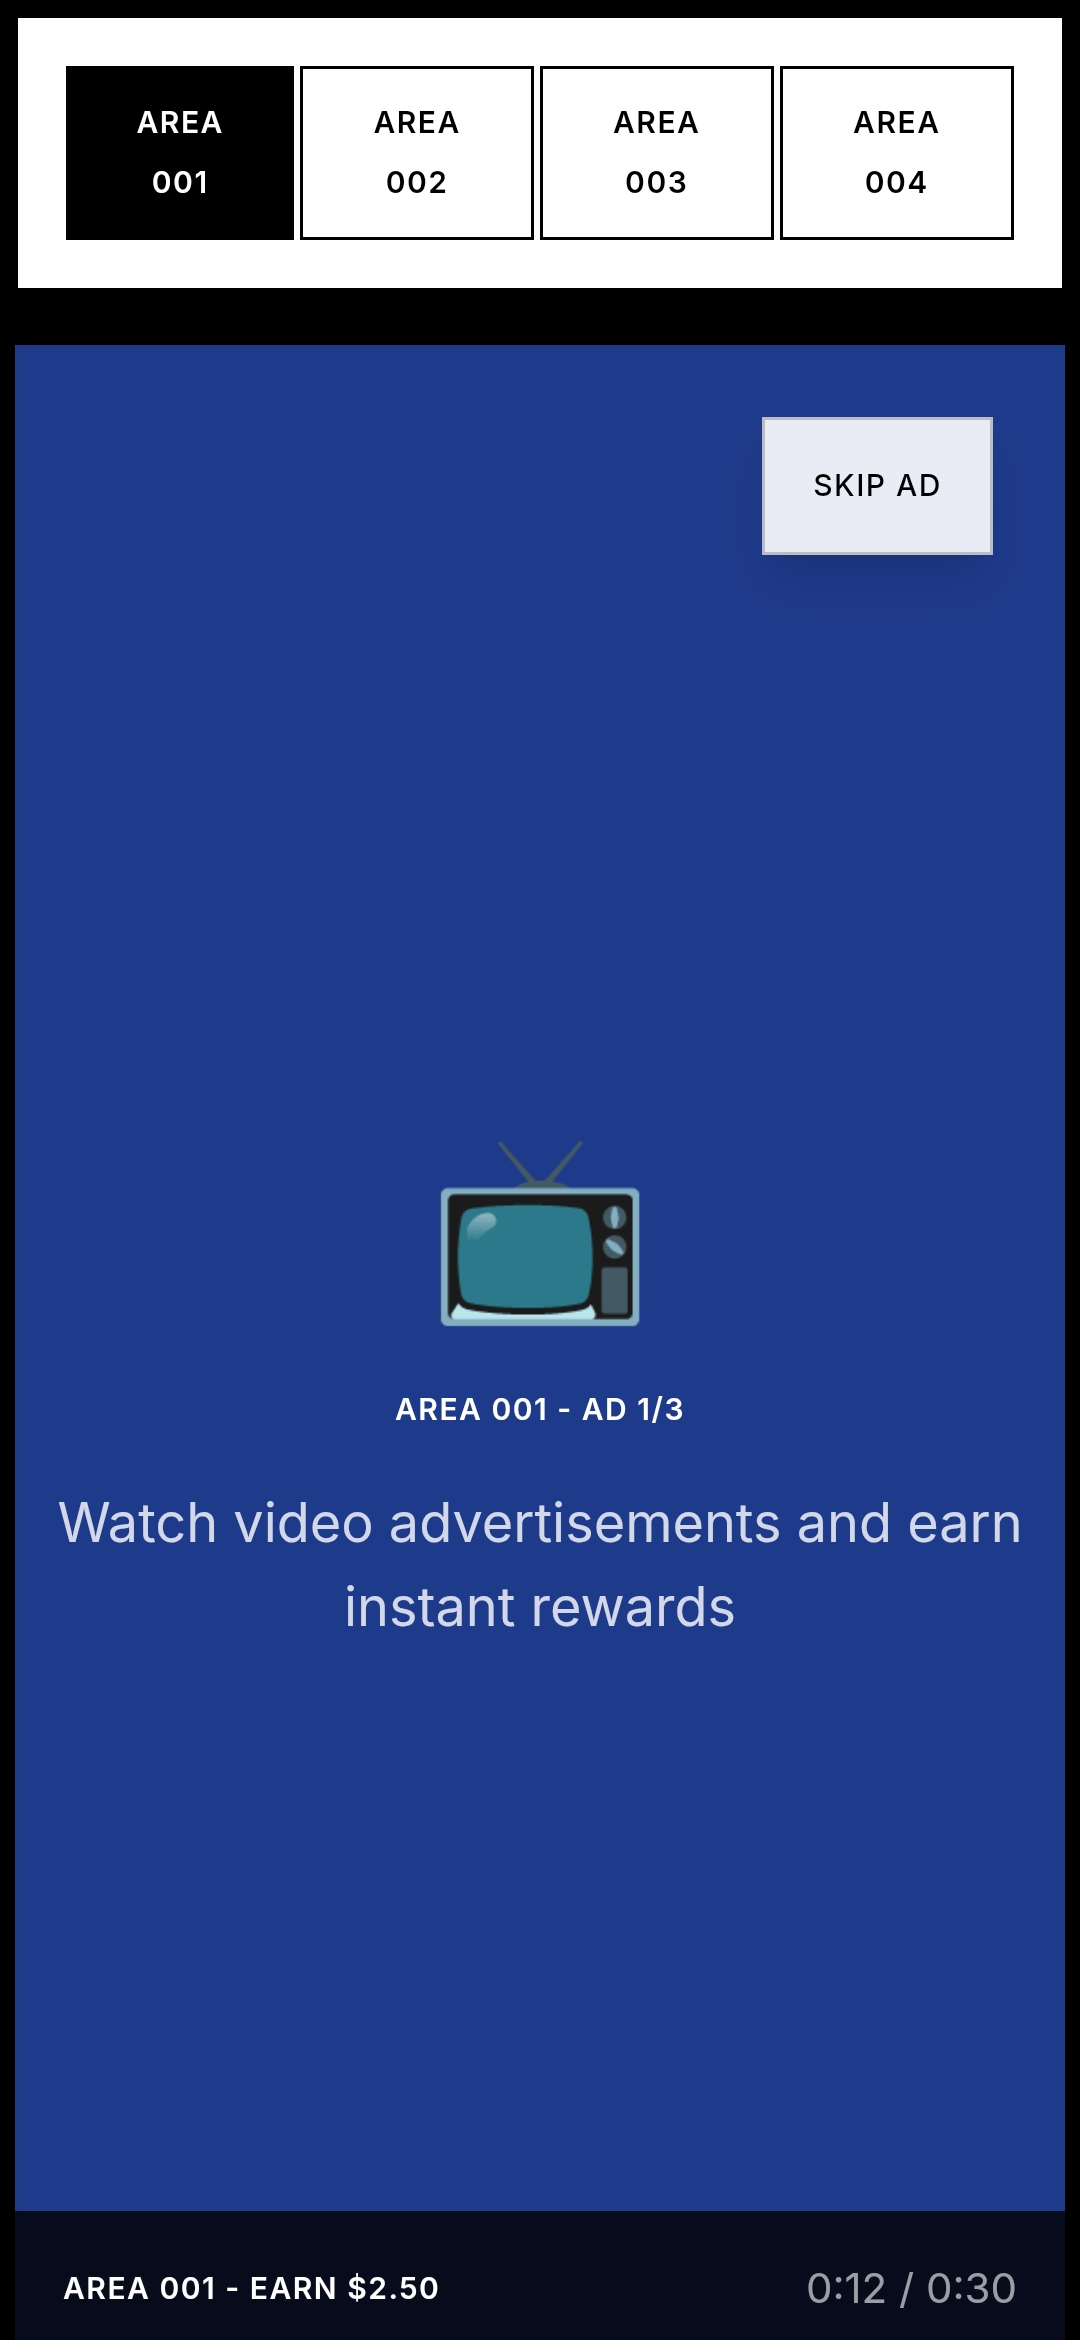 AREA
001
AREA
002
AREA
003
AREA
004
SKIP AD
AREA 001 - AD 1/3
Watch video advertisements and earn
instant rewards
AREA 001 - EARN $2.50
0:12 / 0:30